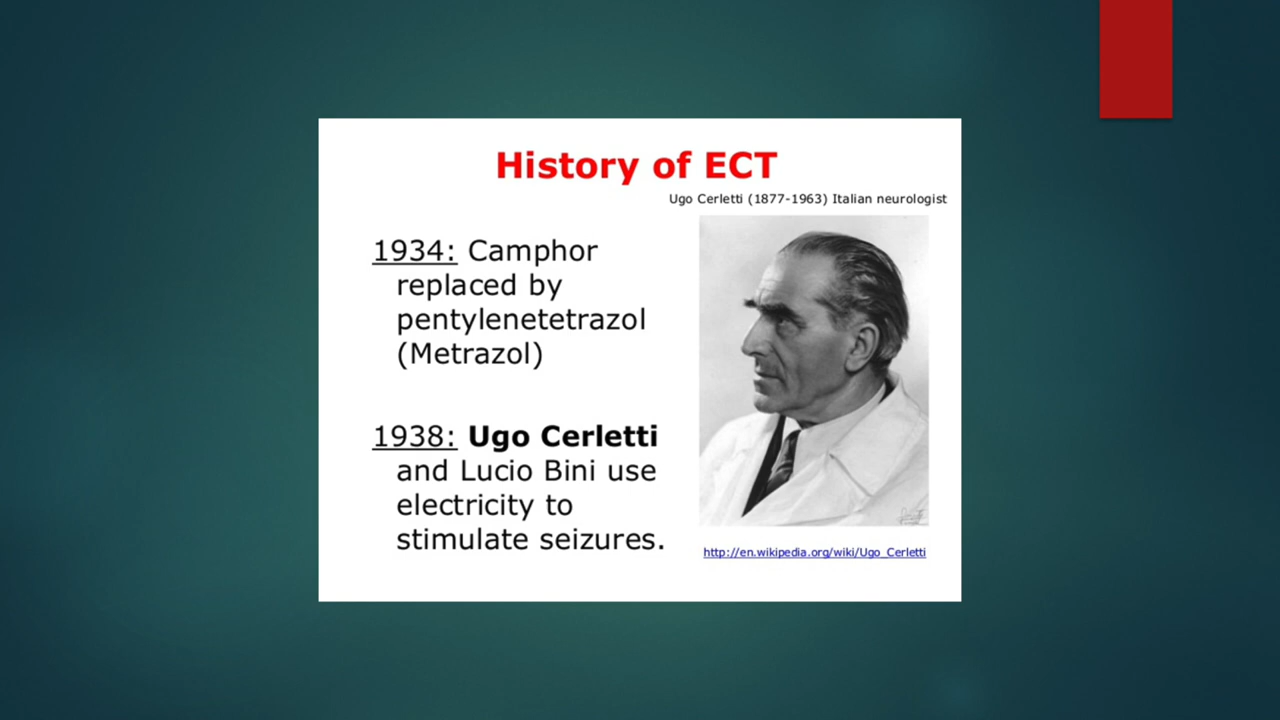 History of ECT
Ugo Cerletti (1877-1963) Italian neurologist
1934: Camphor
replaced by
pentylenetetrazol
(Metrazol)
1938: Ugo Cerletti
and Lucio Bini use
electricity to
stimulate seizures.
http://en.wikipedia.org/wiki/Ugo_Cerletti